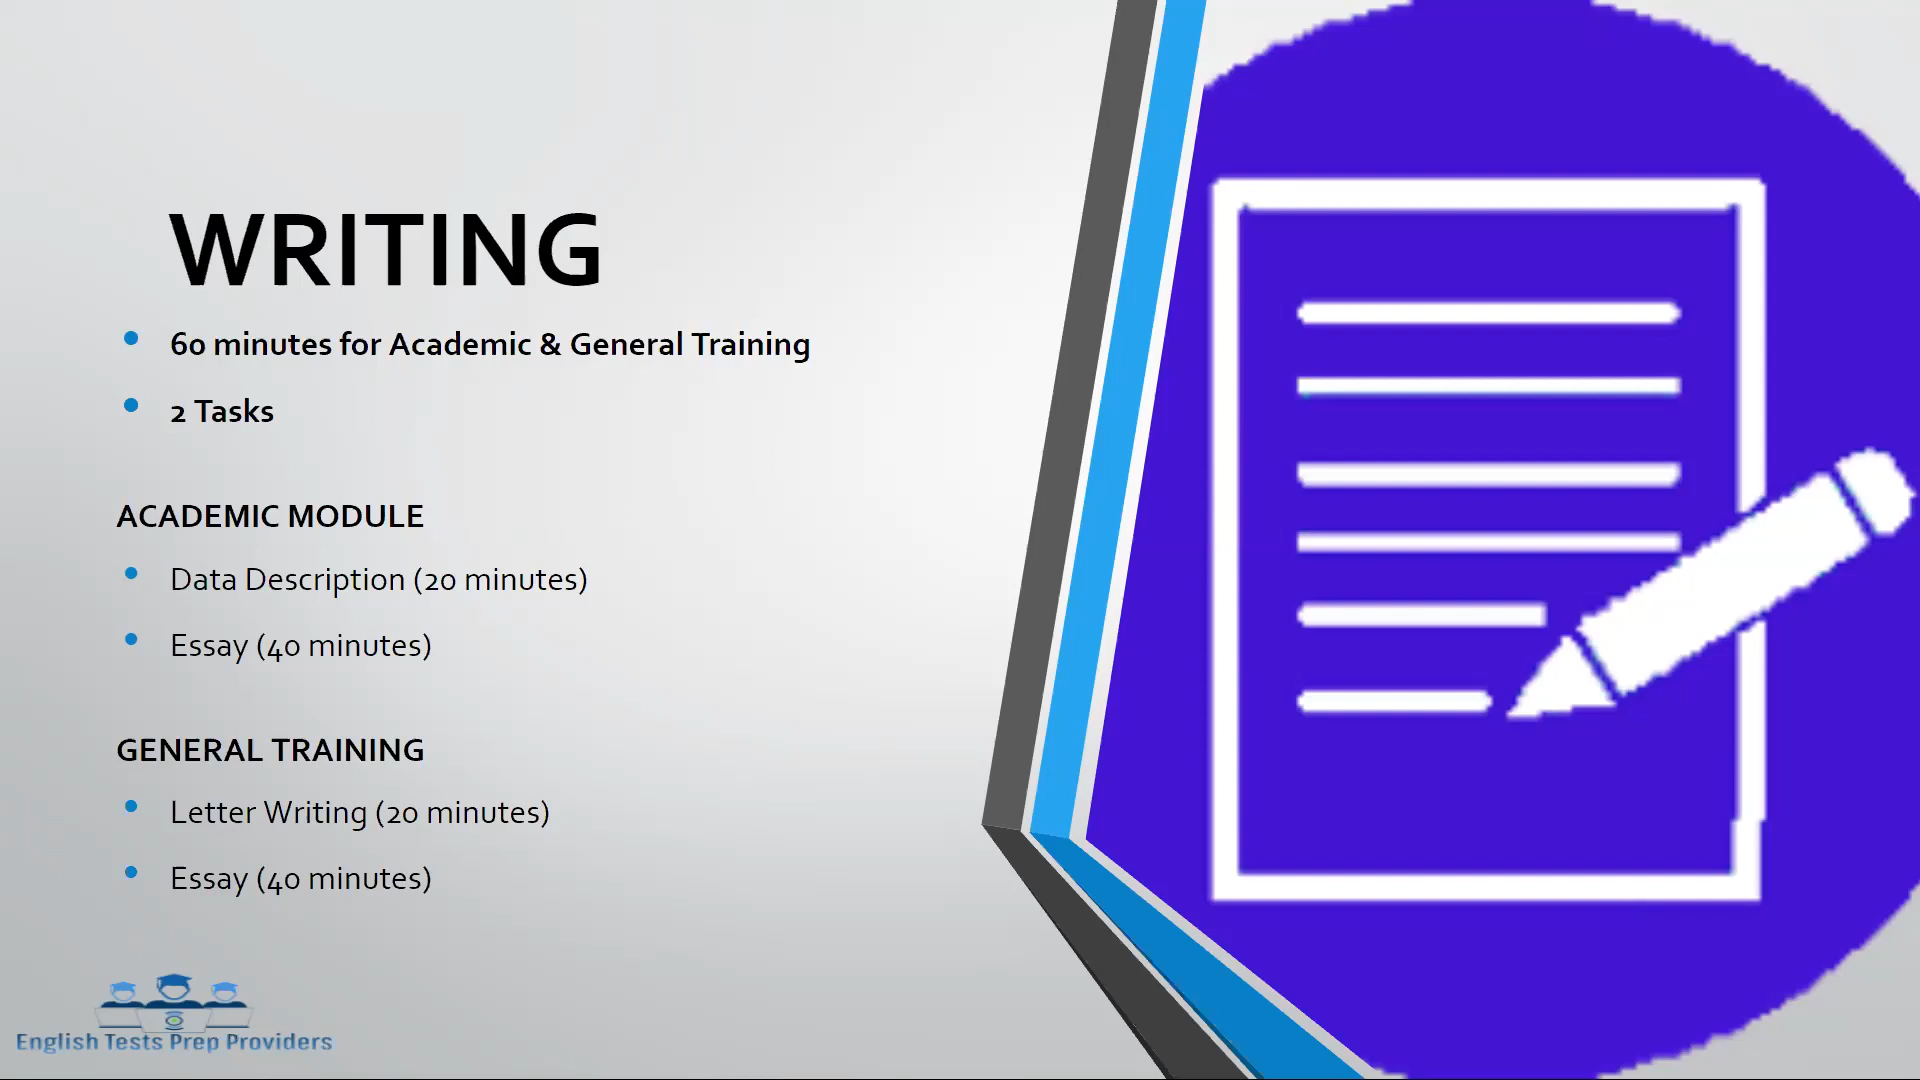 WRITING
60 minutes for Academic & General Training
2 Tasks
ACADEMIC MODULE
Data Description (20 minutes)
Essay (40 minutes)
GENERAL TRAINING
Letter Writing (20 minutes)
Essay (40 minutes)
English Tests Prep Providers